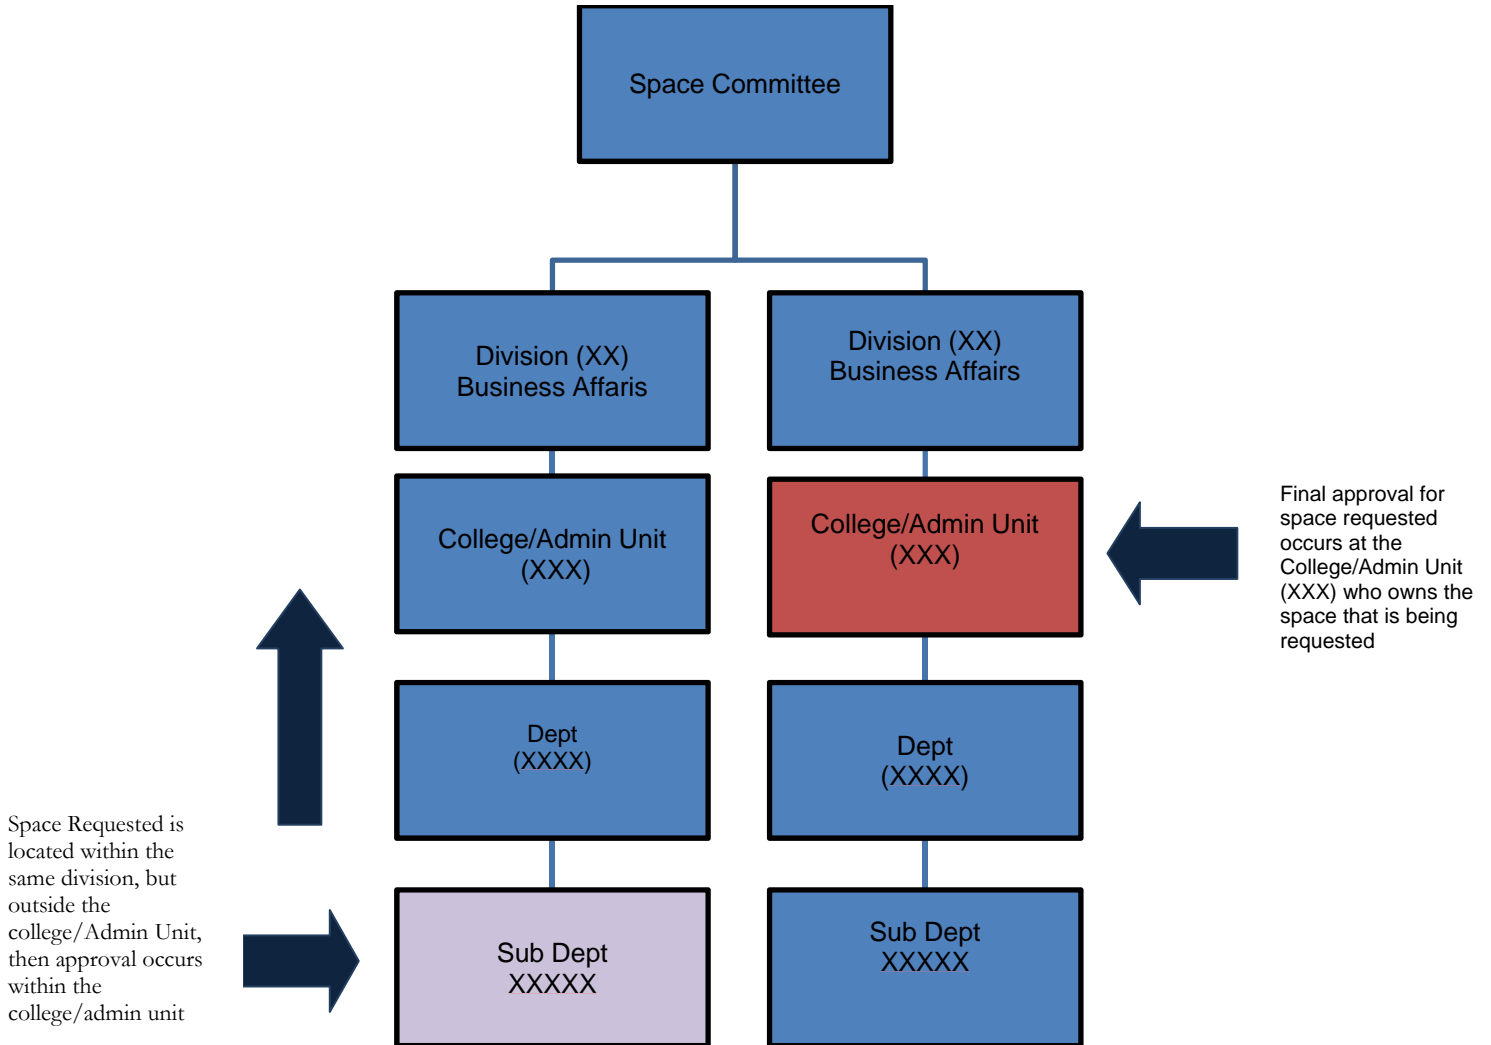 Space Committee
Division (XX)
Business Affaris
Division (XX)
Business Affairs
College/Admin Unit
(XXX)
College/Admin Unit
(XXX)
Final approval for
space requested
occurs at the
College/Admin Unit
(XXX) who owns the
space that is being
requested
Dept
(XXXX)
Dept
(XXXX)
Space Requested is
located within the
same division, but
outside the
college/Admin Unit,
then approval occurs
within the
college/admin unit
Sub Dept
XXXXX
Sub Dept
XXXXX